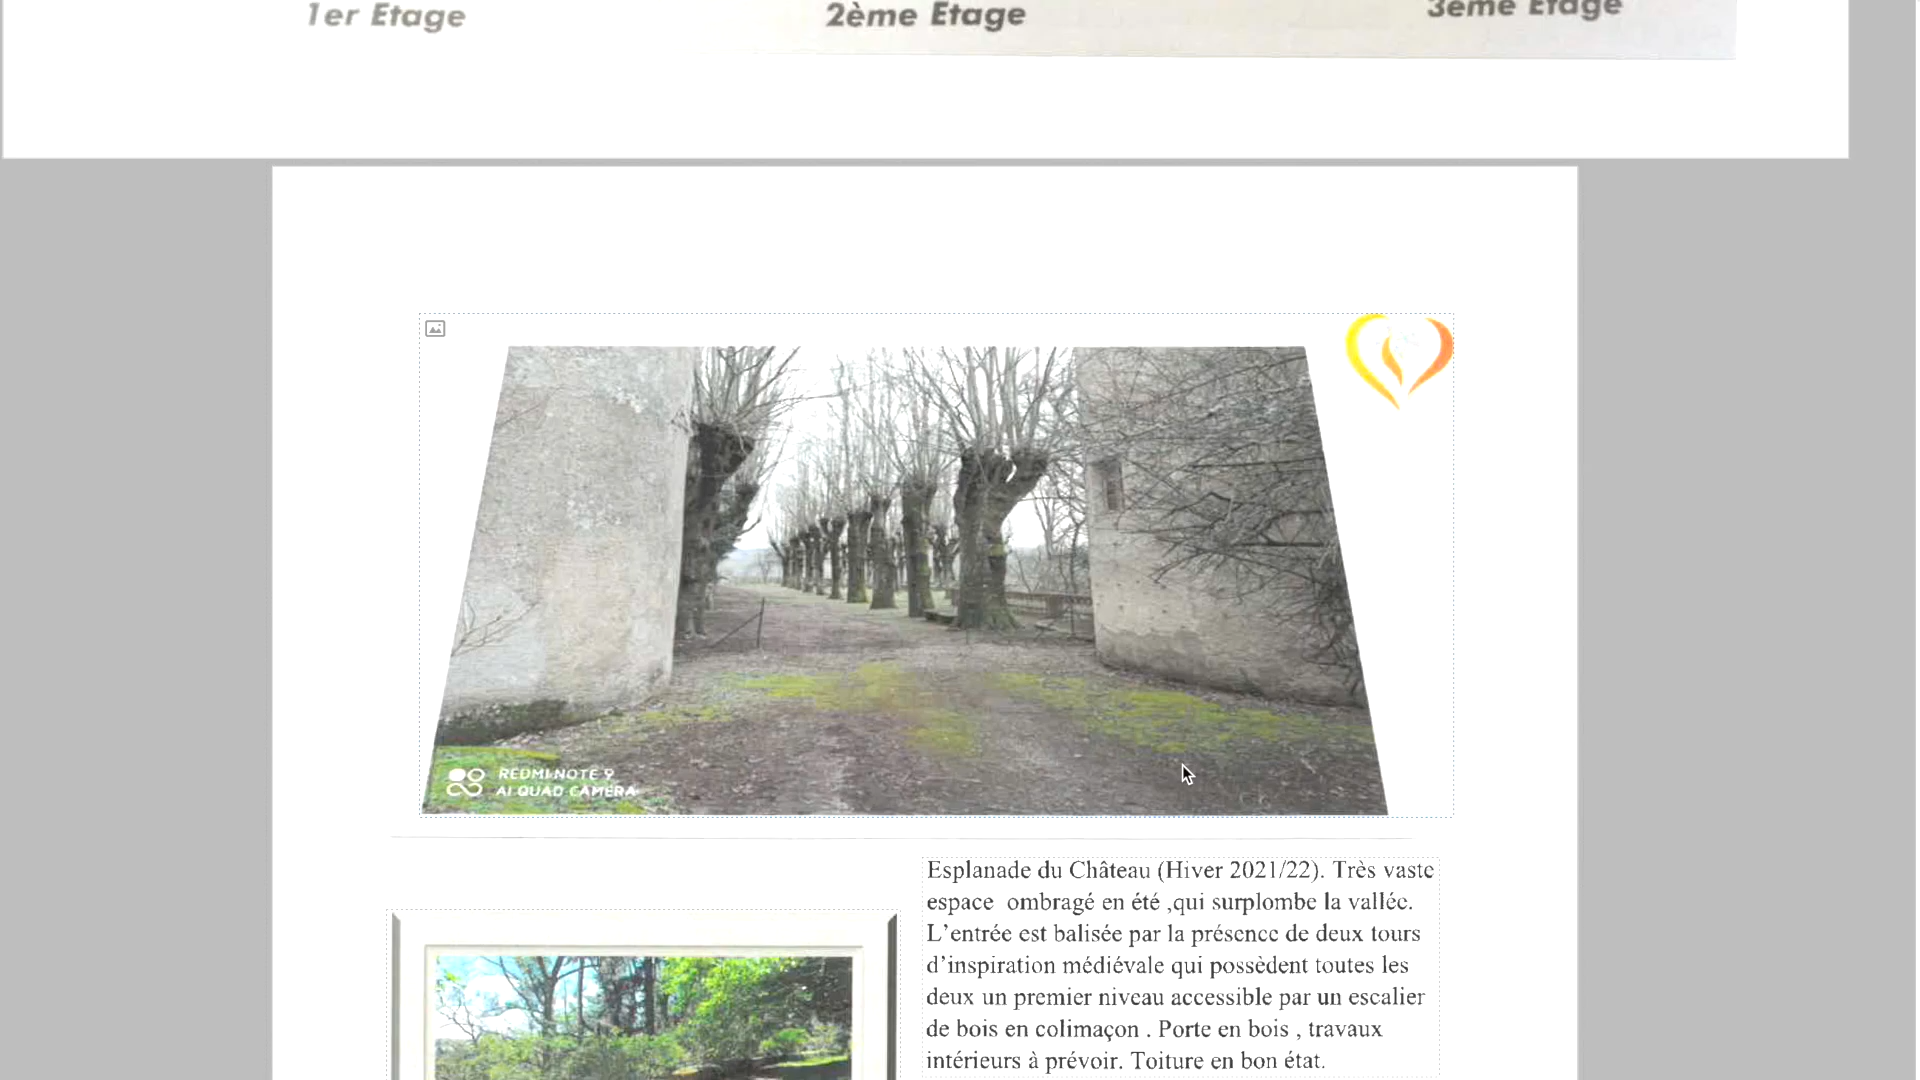 1er Etage
2ème Etage
3ème Etage
REDMI NOTE 9
AI QUAD CAMERA
Esplanade du Château (Hiver 2021/22). Très vaste
espace  ombragé en été ,qui surplombe la vallée.
L’entrée est balisée par la présence de deux tours
d’inspiration médiévale qui possèdent toutes les
deux un premier niveau accessible par un escalier
de bois en colimaçon . Porte en bois , travaux
intérieurs à prévoir. Toiture en bon état.